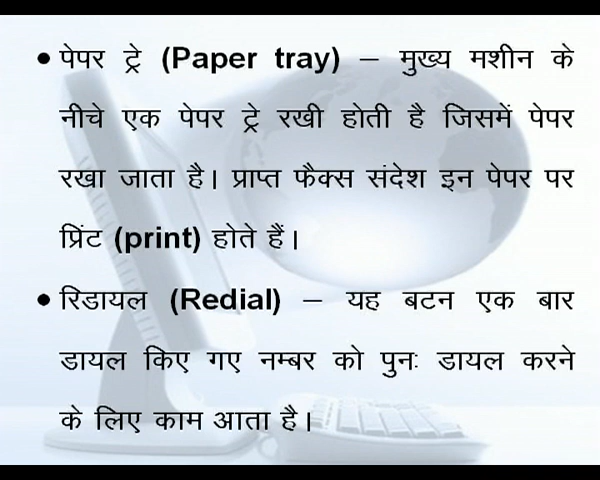 • पेपर ट्रे (Paper tray) – मुख्य मशीन के
नीचे एक पेपर ट्रे रखी होती है जिसमें पेपर
रखा जाता है। प्राप्त फैक्स संदेश इन पेपर पर
प्रिंट (print) होते हैं।
• रिडायल (Redial) – यह बटन एक बार
डायल किए गए नम्बर को पुनः डायल करने
के लिए काम आता है।